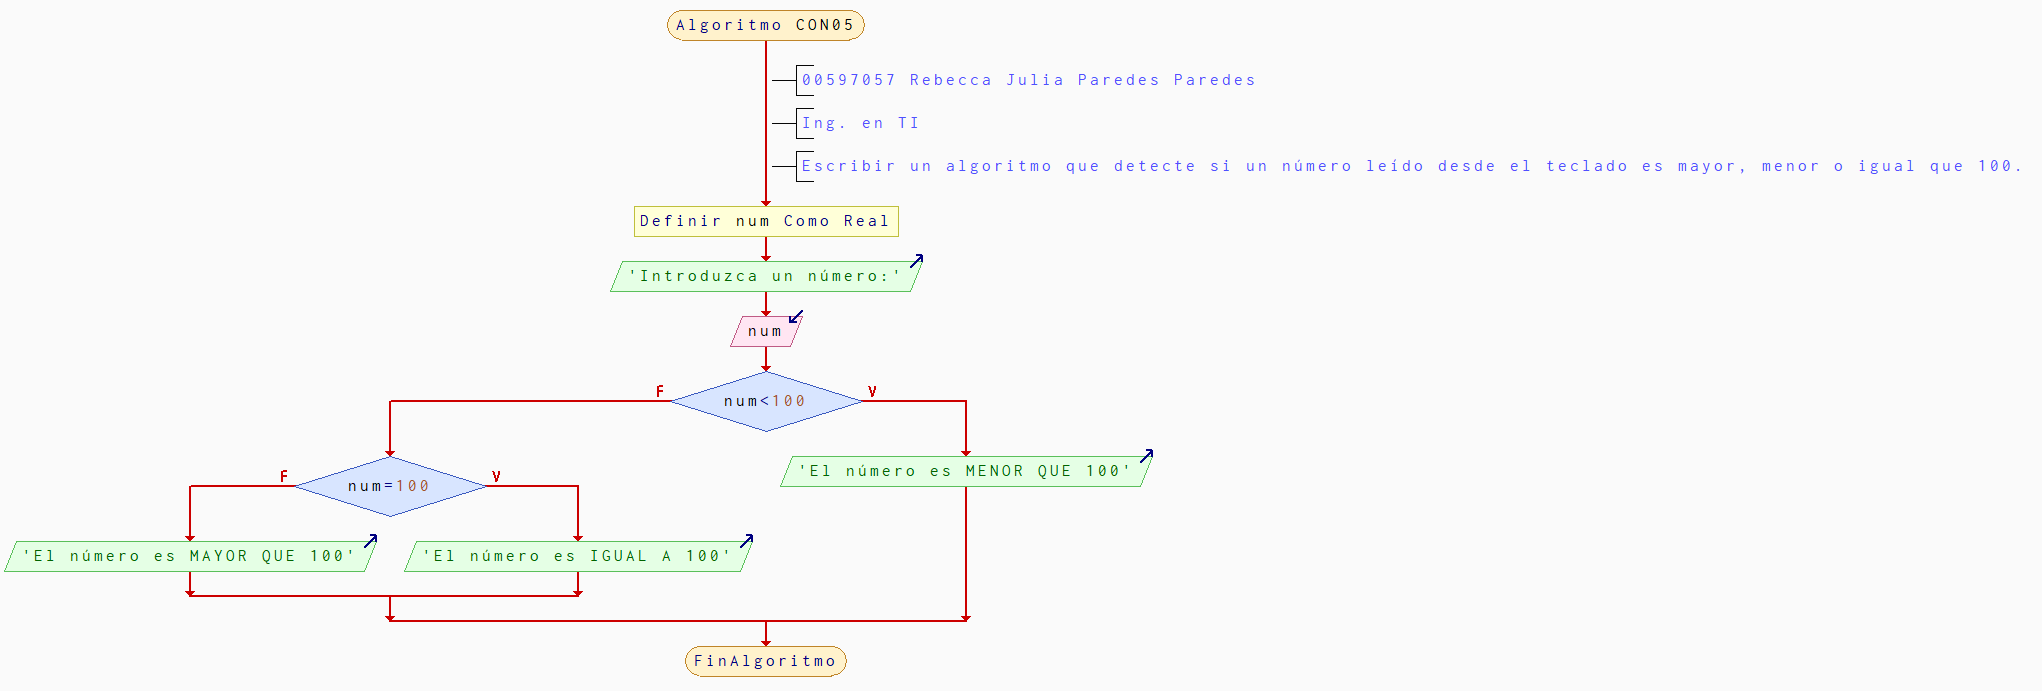 Algoritmo CON05
00597057 Rebecca Julia Paredes Paredes
Ing. en TI
Escribir un algoritmo que detecte si un número leído desde el teclado es mayor, menor o igual que 100.
Definir num Como Real
'Introduzca un número:'
num
F
V
num<100
F
V
num=100
'El número es MENOR QUE 100'
'El número es MAYOR QUE 100'
'El número es IGUAL A 100'
FinAlgoritmo